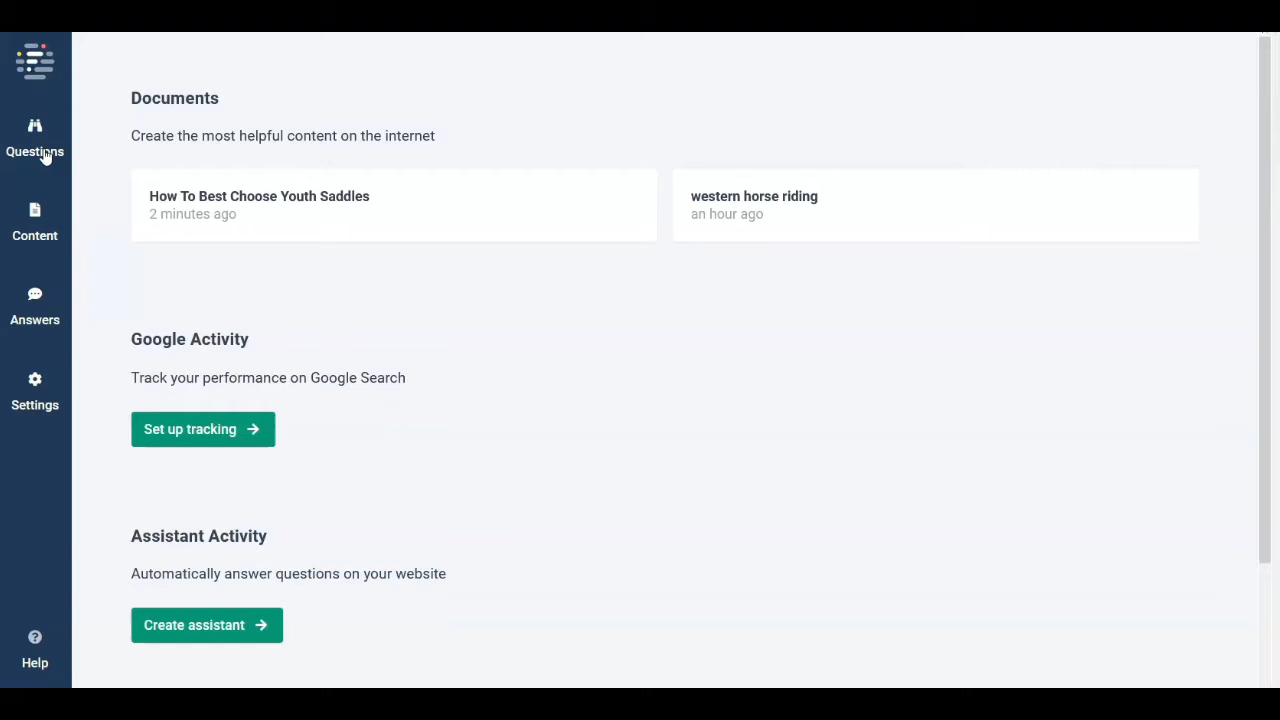 Questions
Content
Answers
Settings
Help
Documents
Create the most helpful content on the internet
How To Best Choose Youth Saddles
2 minutes ago
western horse riding
an hour ago
Google Activity
Track your performance on Google Search
Set up tracking
Assistant Activity
Automatically answer questions on your website
Create assistant